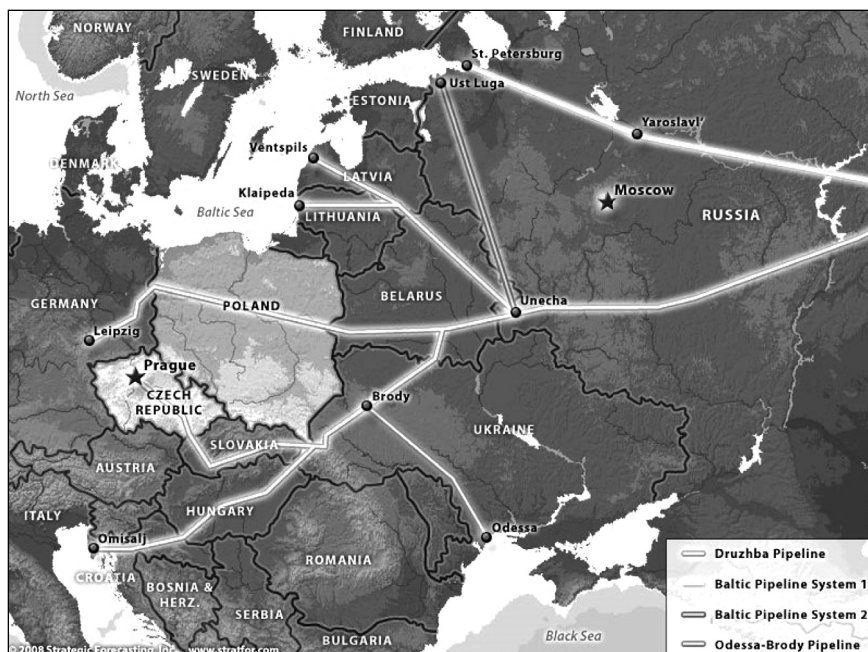 NORWAY
FINLAND
St. Petersburg
SWEDEN
Ust Luga
North Sea
ESTONIA
Yaroslavl'
Ventspils
DENMARK
LATVIA
Klaipeda
Moscow
Baltic Sea
LITHUANIA
RUSSIA
GERMANY
POLAND
BELARUS
Unecha
Leipzig
Prague
CZECH
REPUBLIC
Brody
UKRAINE
SLOVAKIA
AUSTRIA
HUNGARY
ITALY
Omisalj
Odessa
ROMANIA
CROATIA
BOSNIA &
HERZ.
SERBIA
BULGARIA
Black Sea
Druzhba Pipeline
Baltic Pipeline System 1
Baltic Pipeline System 2
Odessa-Brody Pipeline
© 2008 Strategic Forecasting, Inc. www.stratfor.com